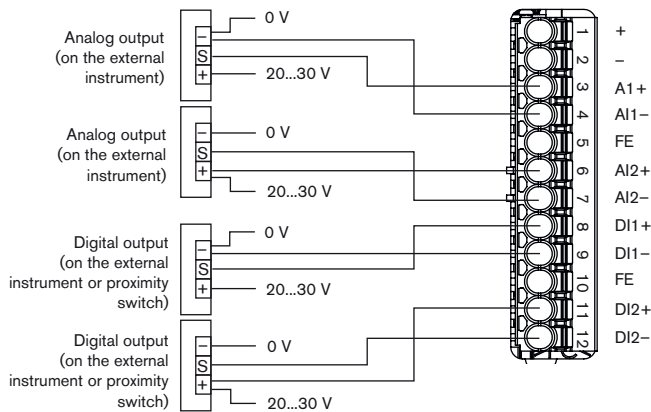 Analog output
(on the external
instrument)
–
S
+
0 V
20...30 V
Analog output
(on the external
instrument)
–
S
+
0 V
20...30 V
Digital output
(on the external
instrument or proximity
switch)
–
S
+
0 V
20...30 V
Digital output
(on the external
instrument or proximity
switch)
–
S
+
0 V
20...30 V
1 +
2 –
3 A1+
4 AI1–
5 FE
6 AI2+
7 AI2–
8 DI1+
9 DI1–
10 FE
11 DI2+
12 DI2–